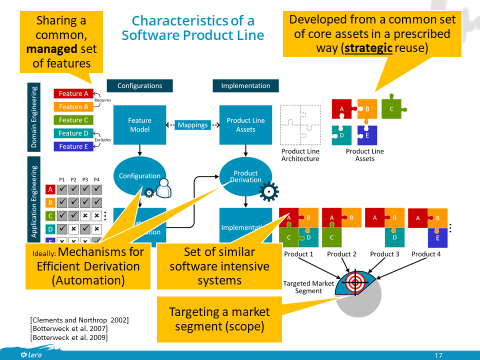 Characteristics of a
Software Product Line
Sharing a
common,
managed set
of features
Developed from a common set
of core assets in a prescribed
way (strategic reuse)
Configurations
Implementation
Domain Engineering
Feature A
Feature B
Feature C
Feature D
Feature E
Requires
Excludes
Feature
Model
Mappings
Product Line
Assets
Product Line
Architecture
A
B
C
D
E
Product Line
Assets
Application Engineering
P1 P2 P3 P4
A
B
C
D
Configuration
Product
Derivation
Ideally: Mechanisms for
Efficient Derivation
(Automation)
Set of similar
software intensive
systems
A B
C D
A B
C
A B
D
A B
E
Product 1
Product 2
Product 3
Product 4
Targeted Market
Segment
Targeting a market
segment (scope)
[Clements and Northrop 2002]
[Botterweck et al. 2007]
[Botterweck et al. 2009]
Lero
17